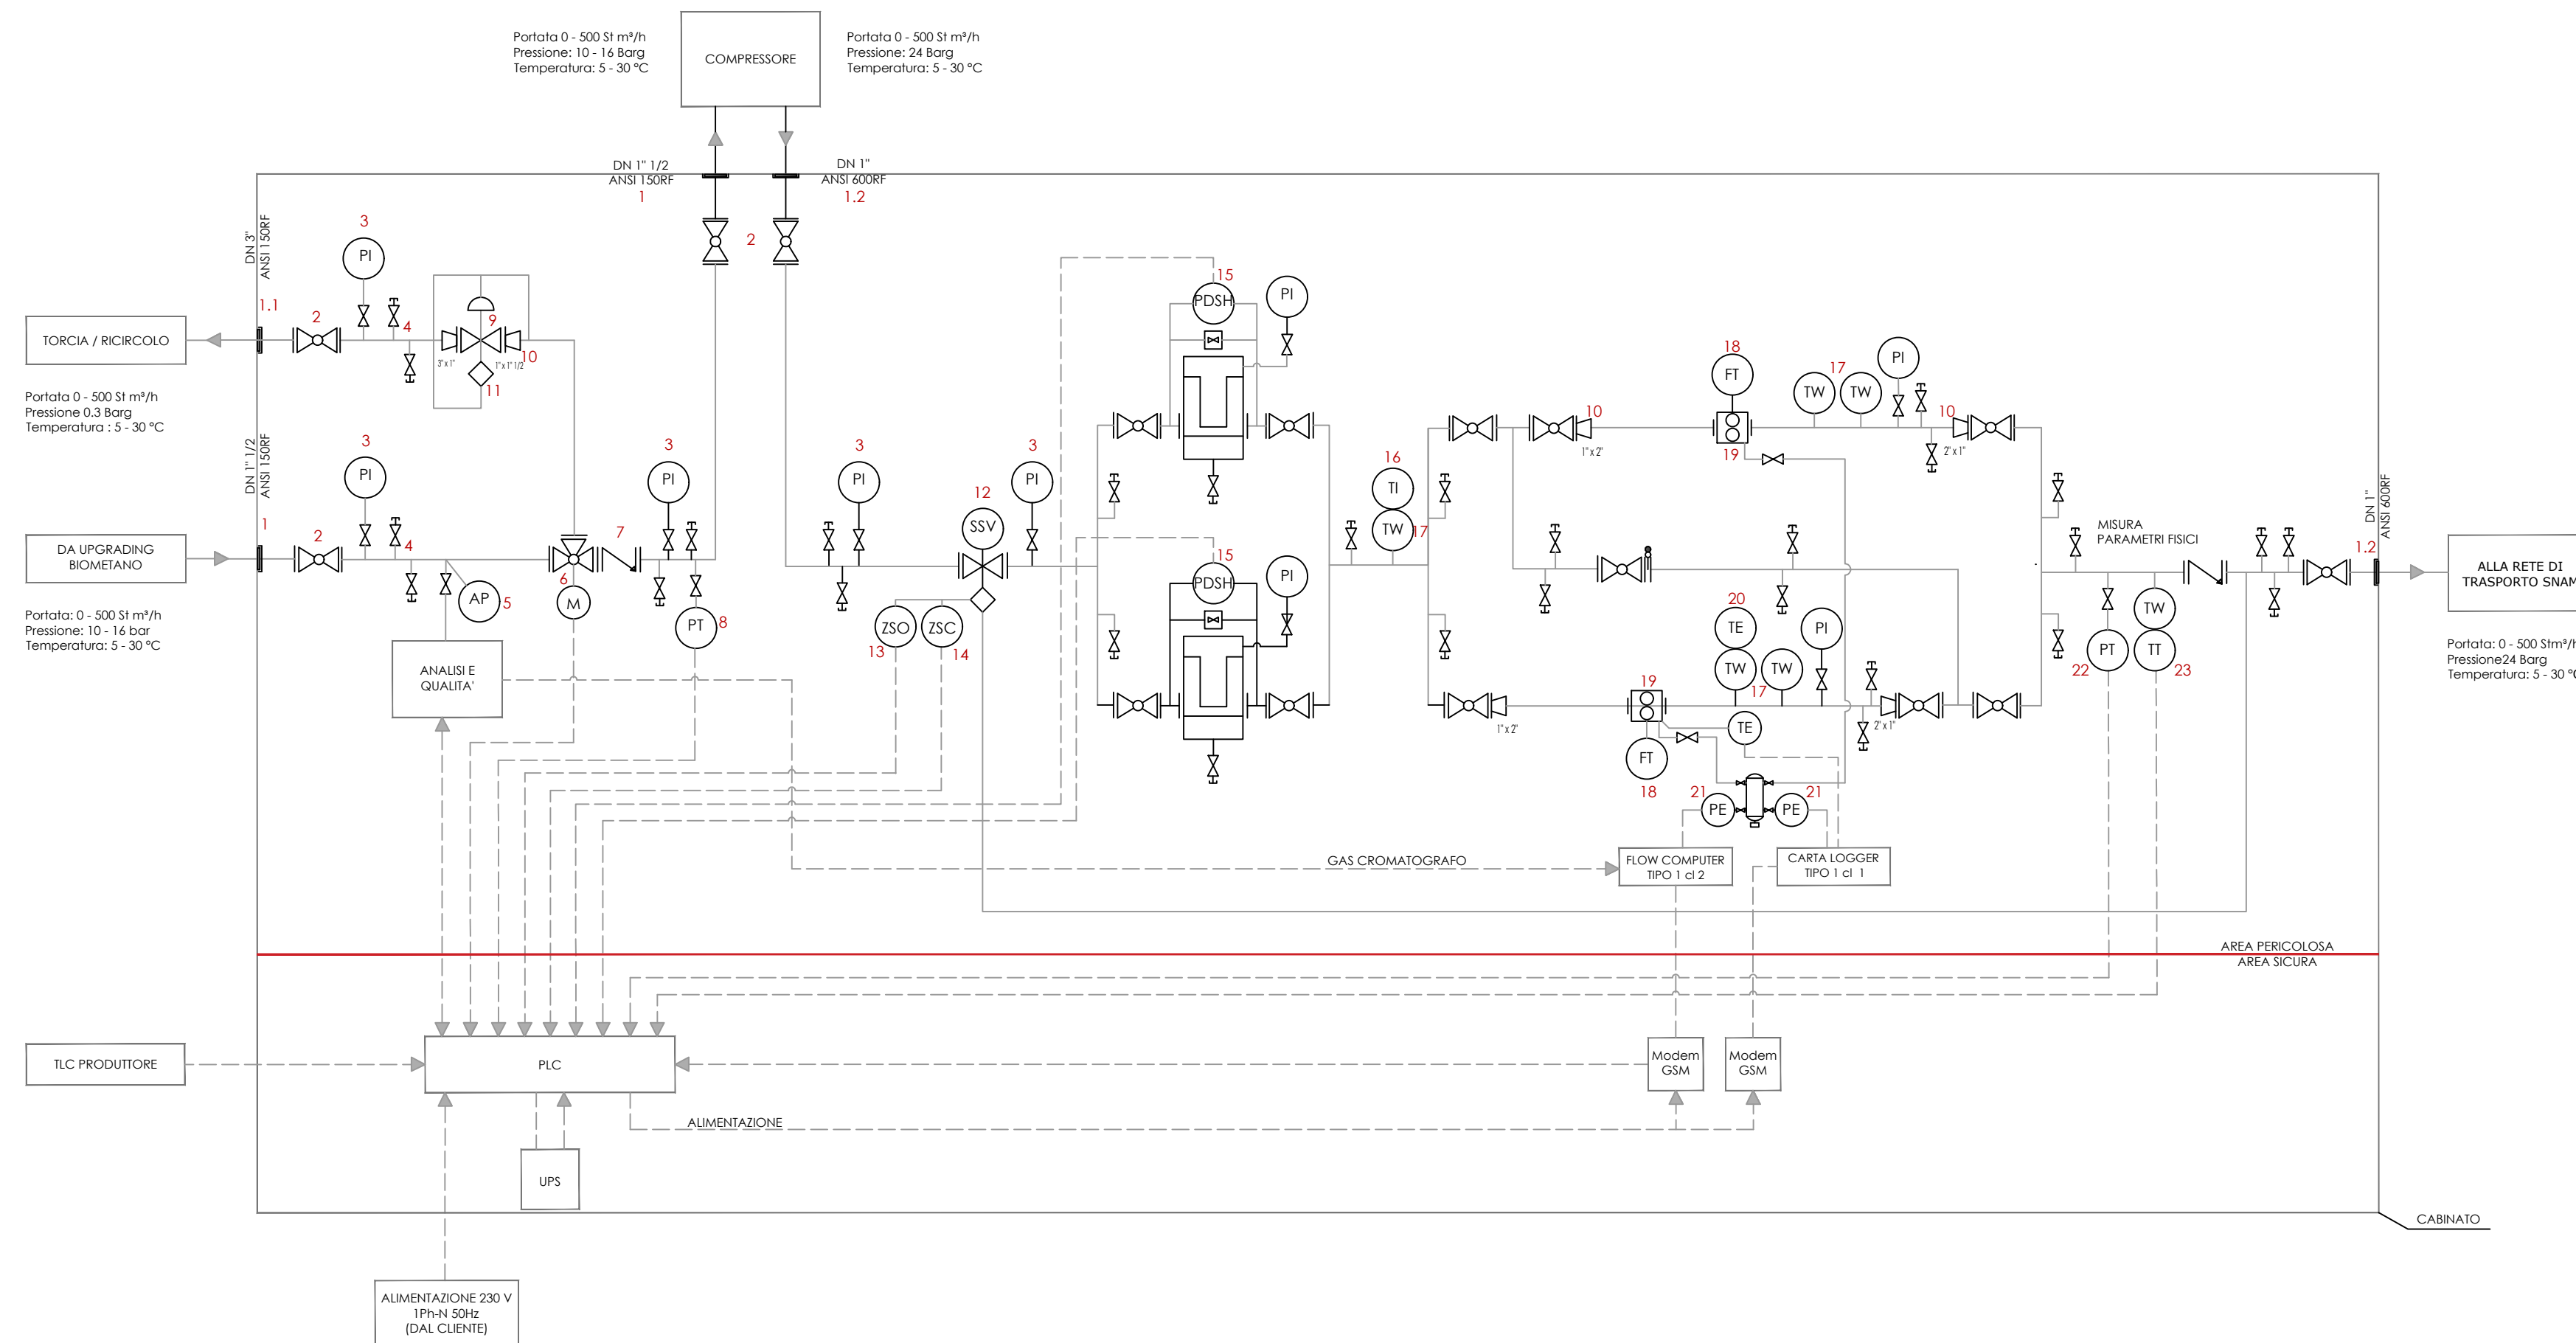 Portata 0 - 500 St m³/h
Pressione: 10 - 16 Barg
Temperatura: 5 - 30 °C
COMPRESSORE
Portata 0 - 500 St m³/h
Pressione: 24 Barg
Temperatura: 5 - 30 °C
DN 1" 1/2
ANSI 150RF
1
DN 1"
ANSI 600RF
1.2
2
DN 3"
ANSI 150RF
1.1
TORCIA / RICIRCOLO
Portata 0 - 500 St m³/h
Pressione 0.3 Barg
Temperatura : 5 - 30 °C
2
3
PI
4
9
10
3" x 1"
1" x 1" 1/2
11
DN 1" 1/2
ANSI 150RF
1
DA UPGRADING
BIOMETANO
Portata: 0 - 500 St m³/h
Pressione: 10 - 16 bar
Temperatura: 5 - 30 °C
2
3
PI
4
AP
5
6
M
7
3
PI
PT
8
ANALISI E
QUALITA'
3
PI
12
SSV
3
PI
ZSO
13
ZSC
14
15
PDSH
PI
15
PDSH
PI
16
TI
TW
17
10
1" x 2"
18
FT
19
TW
17
TW
PI
10
2" x 1"
1" x 2"
19
FT
18
20
TE
TW
17
TW
PI
TE
2" x 1"
21
PE
PE
21
MISURA
PARAMETRI FISICI
PT
22
TW
TT
23
DN 1"
ANSI 600RF
1.2
ALLA RETE DI
TRASPORTO SNAM
Portata: 0 - 500 Stm³/h
Pressione24 Barg
Temperatura: 5 - 30 °C
GAS CROMATOGRAFO
FLOW COMPUTER
TIPO 1 cl 2
CARTA LOGGER
TIPO 1 cl 1
AREA PERICOLOSA
AREA SICURA
TLC PRODUTTORE
PLC
Modem
GSM
Modem
GSM
ALIMENTAZIONE
UPS
CABINATO
ALIMENTAZIONE 230 V
1Ph-N 50Hz
(DAL CLIENTE)